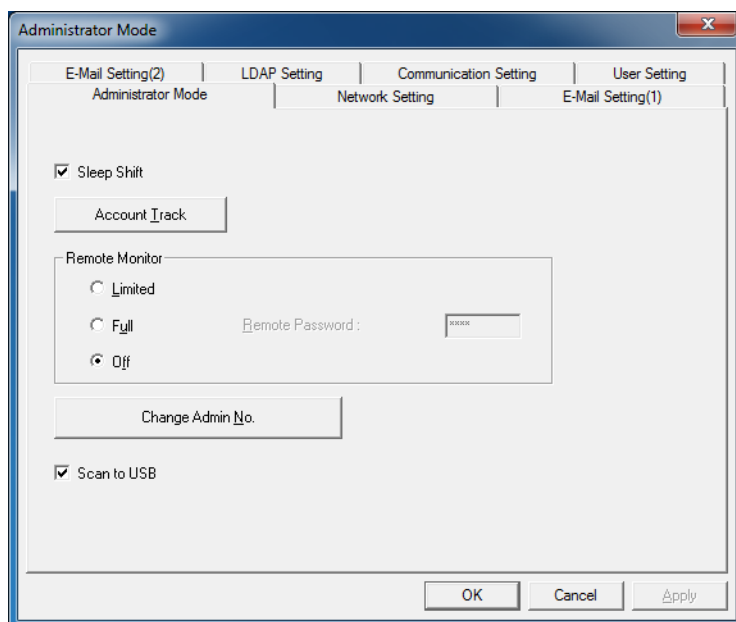 Administrator Mode
E-Mail Setting(2) LDAP Setting Communication Setting User Setting
Administrator Mode Network Setting E-Mail Setting(1)
Sleep Shift
Account Track
Remote Monitor
Limited
Full Remote Password : xxxx
Off
Change Admin No.
Scan to USB
OK Cancel Apply